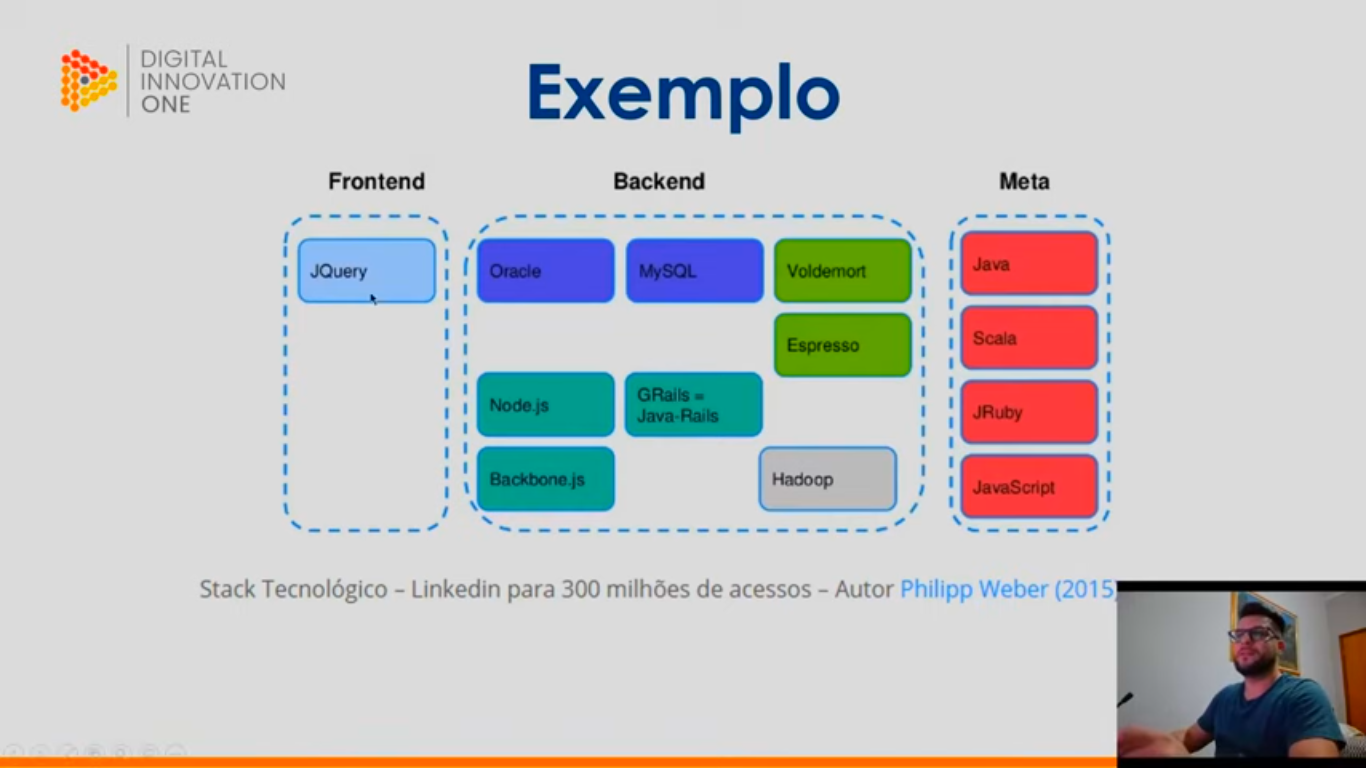 DIGITAL
INNOVATION
ONE
Exemplo
Frontend
Backend
Meta
JQuery
Oracle
MySQL
Voldemort
Espresso
Node.js
GRails =
Java-Rails
Backbone.js
Hadoop
Java
Scala
JRuby
JavaScript
Stack Tecnológico – Linkedin para 300 milhões de acessos – Autor Philipp Weber (2015)